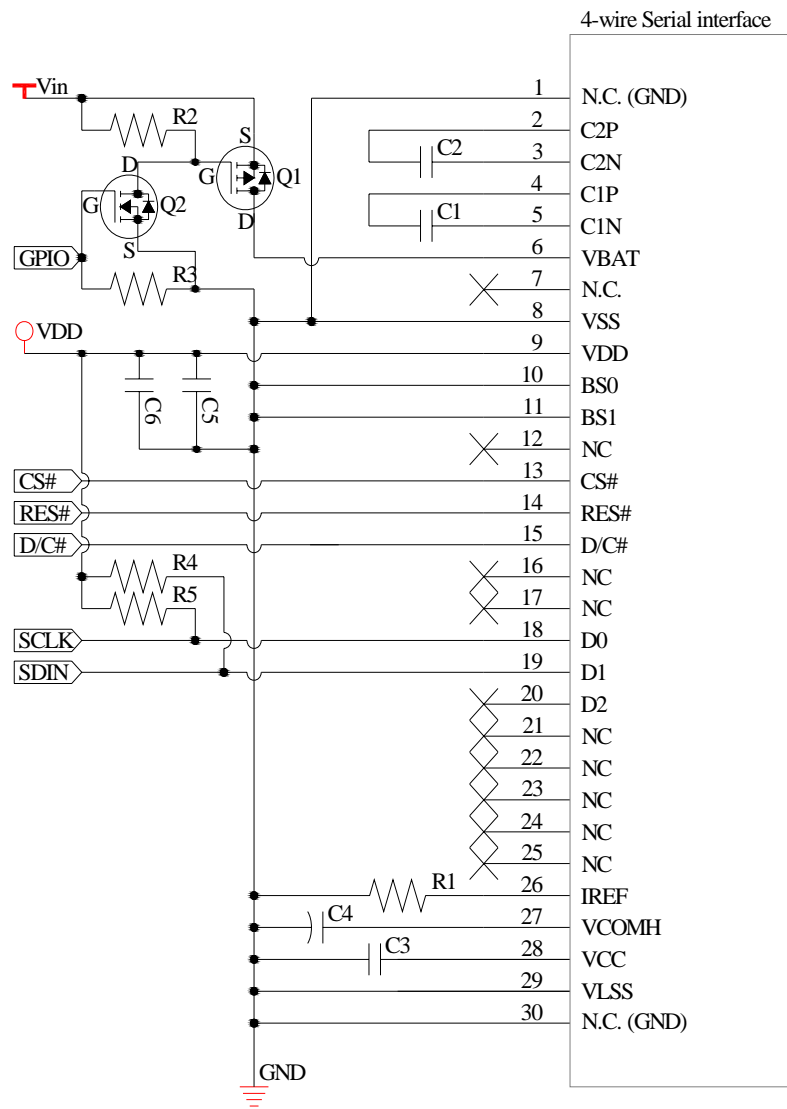 4-wire Serial interface
Vin
1 N.C. (GND)
R2
2 C2P
S
D
C2
3 C2N
G
Q1
G
Q2
4 C1P
D
C1
5 C1N
S
GPIO
6 VBAT
R3
7 N.C.
8 VSS
VDD
9 VDD
10 BS0
C6
C5
11 BS1
12 NC
CS#
13 CS#
RES#
14 RES#
D/C#
15 D/C#
R4
16 NC
R5
17 NC
SCLK
18 D0
SDIN
19 D1
20 D2
21 NC
22 NC
23 NC
24 NC
25 NC
R1
26 IREF
C4
27 VCOMH
C3
28 VCC
29 VLSS
30 N.C. (GND)
GND